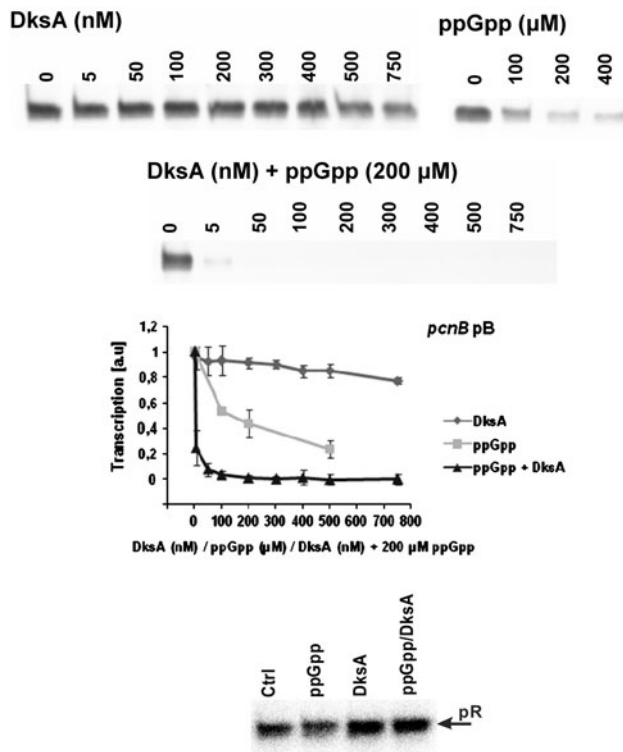 DksA (nM)
0 5 50 100 200 300 400 500 750
ppGpp (µM)
0 100 200 400
DksA (nM) + ppGpp (200 µM)
0 5 50 100 200 300 400 500 750
pcnB pB
Transcription [a.u]
1,2
1
0,8
0,6
0,4
0,2
0
0 100 200 300 400 500 600 700 800
DksA (nM) / ppGpp (µM) / DksA (nM) + 200 µM ppGpp
DksA
ppGpp
ppGpp + DksA
Ctrl ppGpp DksA ppGpp/DksA
pR